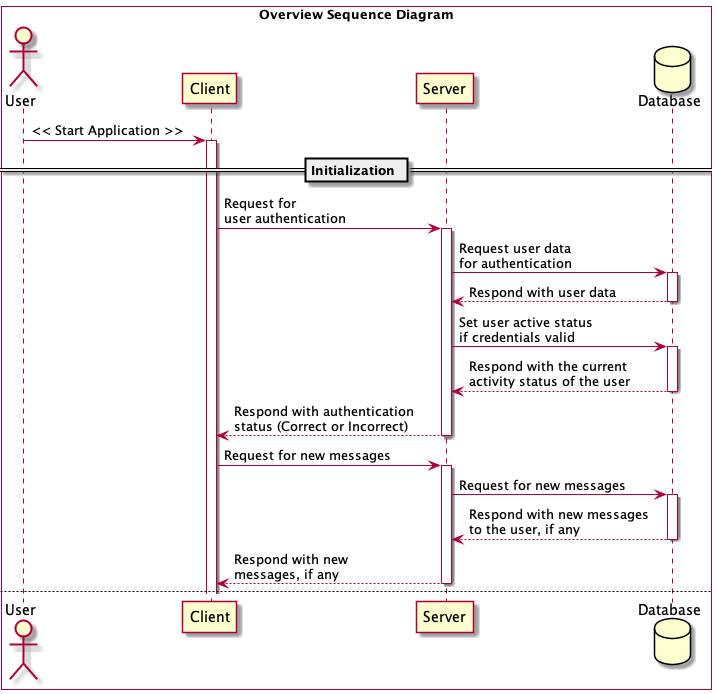 Overview Sequence Diagram
User
Client
Server
Database
<< Start Application >>
Initialization
Request for
user authentication
Request user data
for authentication
Respond with user data
Set user active status
if credentials valid
Respond with the current
activity status of the user
Respond with authentication
status (Correct or Incorrect)
Request for new messages
Request for new messages
Respond with new messages
to the user, if any
Respond with new
messages, if any
User
Client
Server
Database